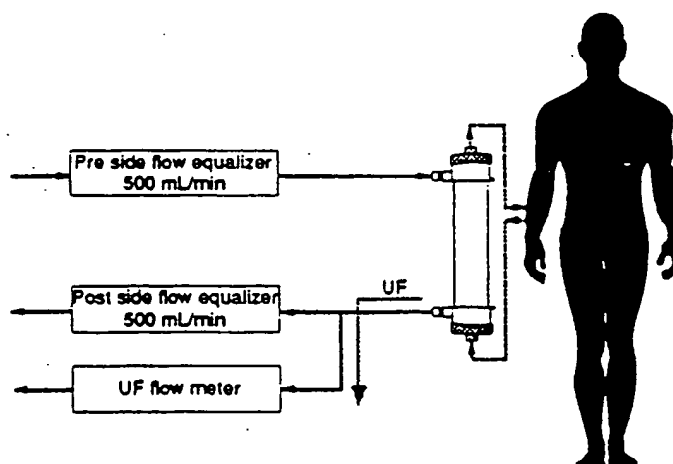 Pre side flow equalizer
500 mL/min
UF
Post side flow equalizer
500 mL/min
UF flow meter